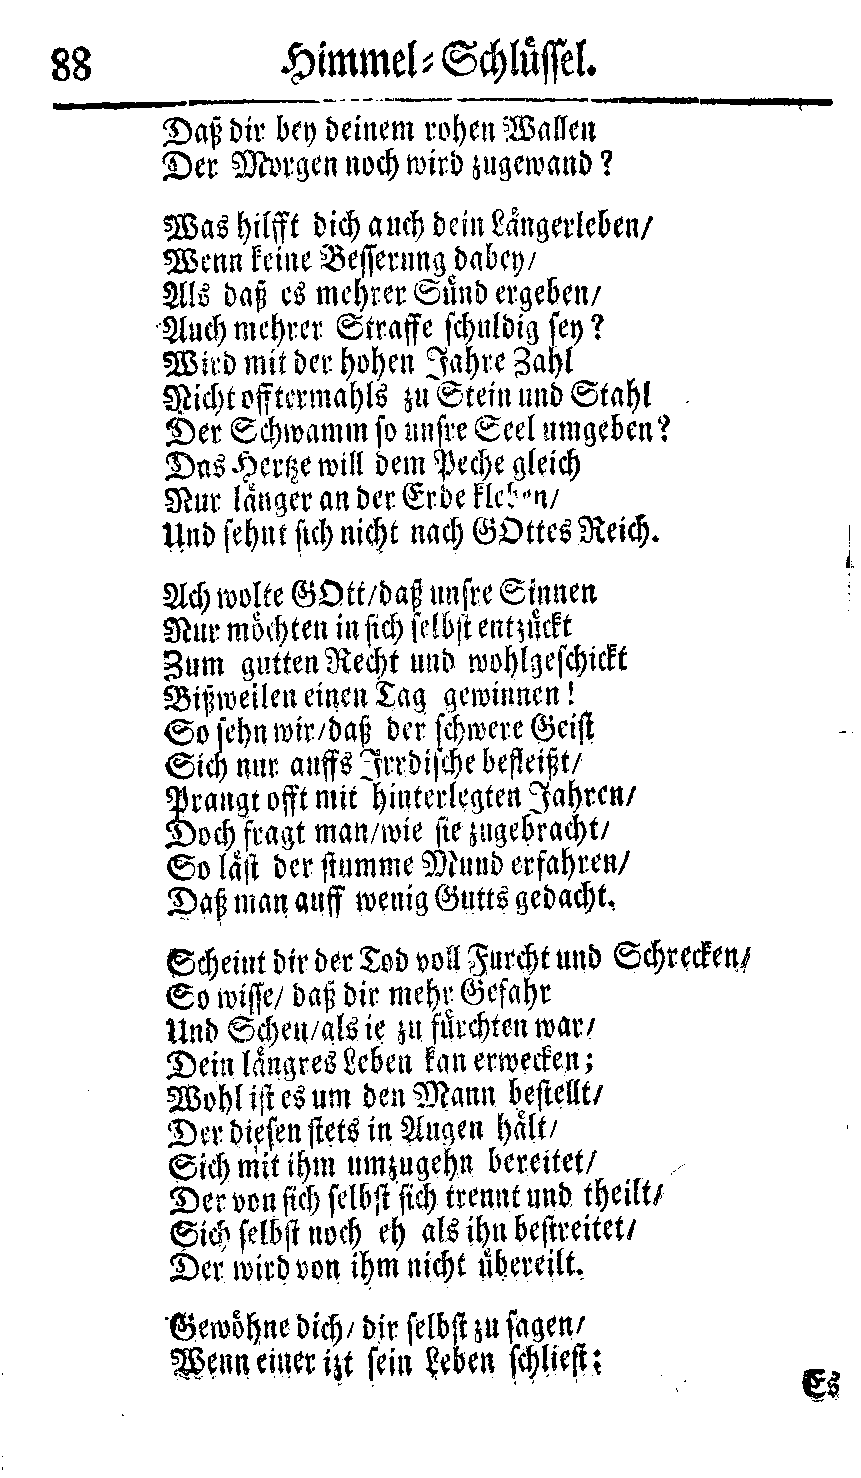 88 Himmel-Schlüssel.
Daß dir bey deinem rohen Wallen
Der Morgen noch wird zugewand?
Was hilfft dich auch dein Längerleben/
Wenn keine Besserung dabey/
Als daß es mehrer Sünd ergeben/
Auch mehrer Straffe schuldig sey?
Wird mit der hohen Jahre Zahl
Nicht offtermahls zu Stein und Stahl
Der Schwamm so unsre Seel umgeben?
Das Hertze will dem Peche gleich
Nur länger an der Erde kleben/
Und sehnt sich nicht nach GOttes Reich.
Ach wolte GOtt/daß unsre Sinnen
Nur möchten in sich selbst entzückt
Zum gutten Recht und wohlgeschickt
Bißweilen einen Tag gewinnen!
So sehn wir/daß der schwere Geist
Sich nur auffs Irrdische befleißt/
Prangt offt mit hinterlegten Jahren/
Doch fragt man/wie sie zugebracht/
So läst der stumme Mund erfahren/
Daß man auff wenig Gutts gedacht.
Scheint dir der Tod voll Furcht und Schrecken/
So wisse/ daß dir mehr Gefahr
Und Scheu/als ie zu fürchten war/
Dein längres Leben kan erwecken;
Wohl ist es um den Mann bestellt/
Der diesen stets in Augen hält/
Sich mit ihm umzugehn bereitet/
Der von sich selbst sich trennt und theilt/
Sich selbst noch eh als ihn bestreitet/
Der wird von ihm nicht übereilt.
Gewöhne dich/ dir selbst zu sagen/
Wenn einer izt sein Leben schliest:
Es